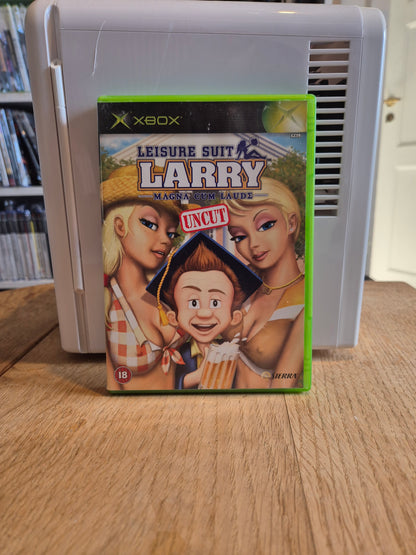 XBOX
LEISURE SUIT
LARRY
MAGNA CUM LAUDE
UNCUT
18
SIERRA